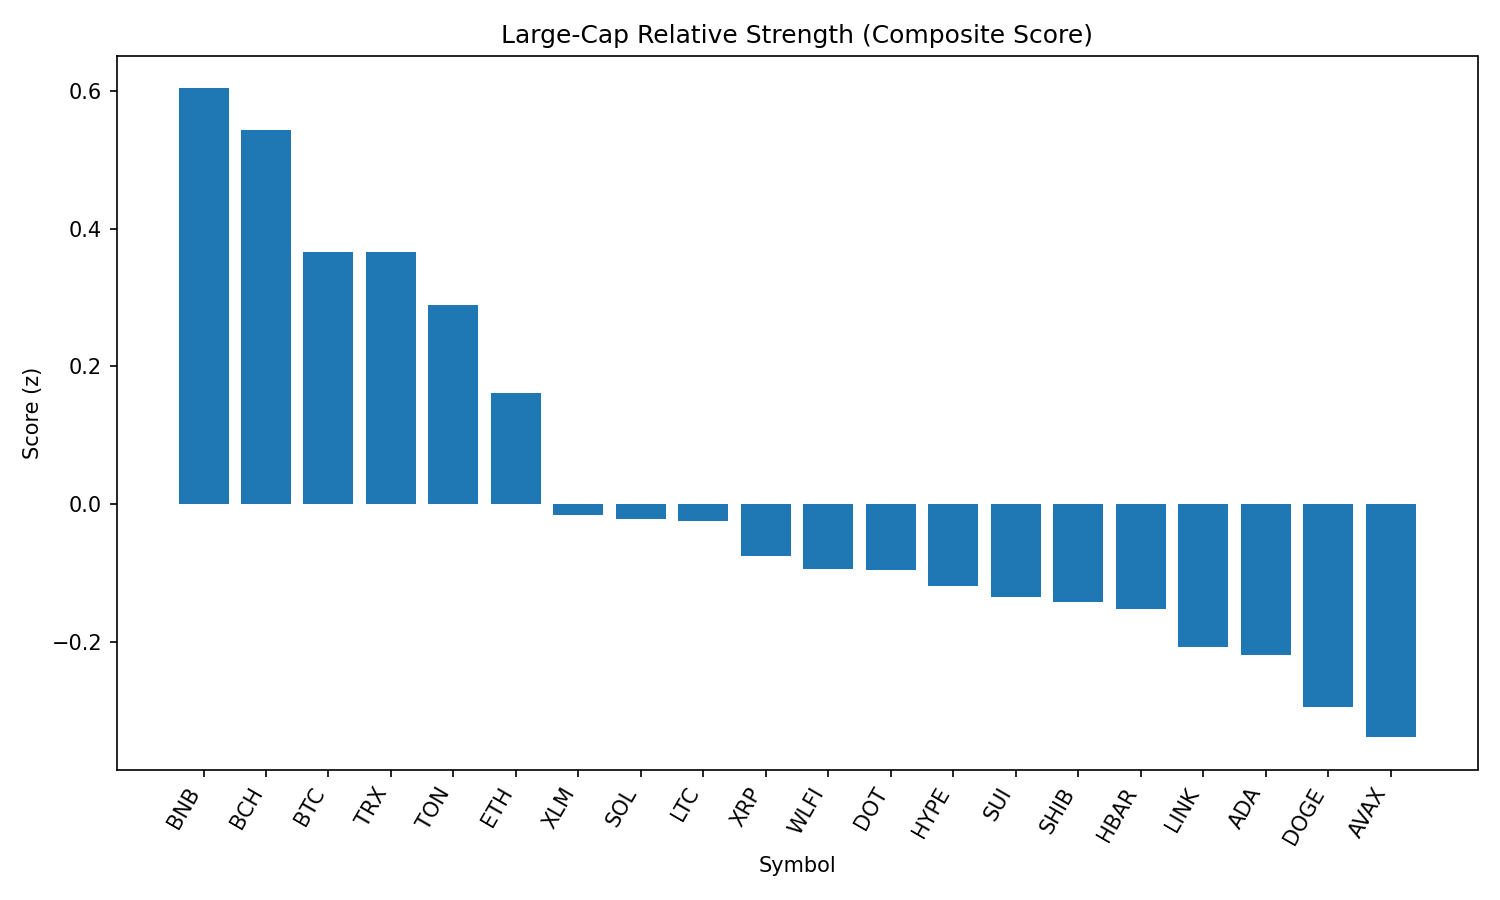 Large-Cap Relative Strength (Composite Score)
Score (z)
0.6
0.4
0.2
0.0
−0.2
BNB
BCH
BTC
TRX
TON
ETH
XLM
SOL
LTC
XRP
WLFI
DOT
HYPE
SUI
SHIB
HBAR
LINK
ADA
DOGE
AVAX
Symbol